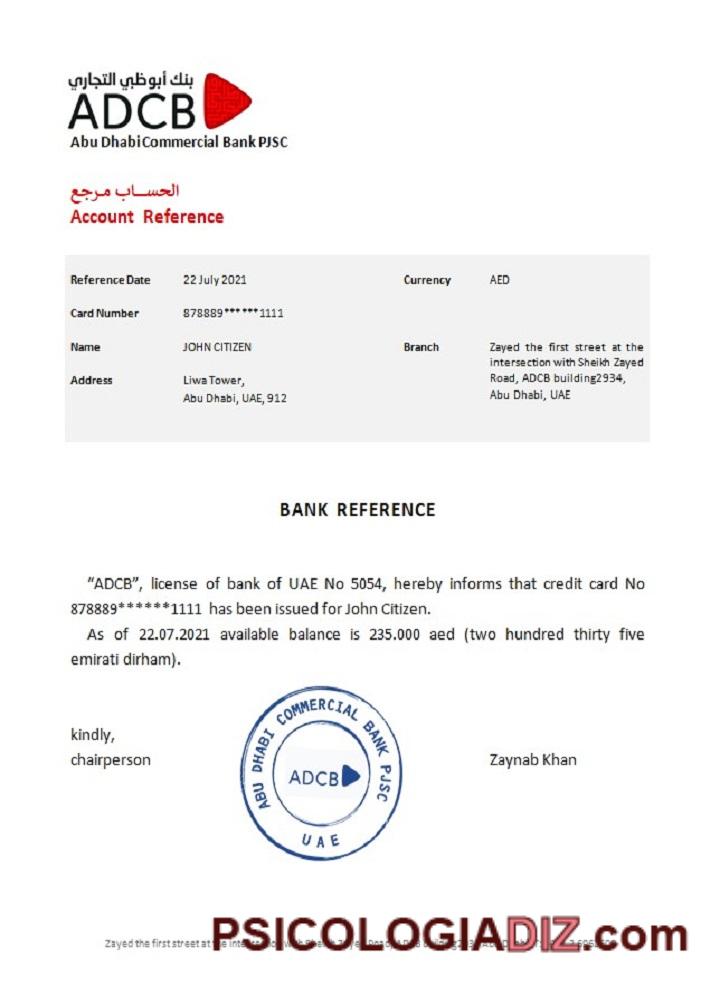 بنك أبوظبي التجاري
ADCB
Abu Dhabi Commercial Bank PJSC
الحساب مرجع
Account Reference
Reference Date 22 July 2021 Currency AED
Card Number 878889******1111
Name JOHN CITIZEN Branch Zayed the first street at the
intersection with Sheikh Zayed
Address Liwa Tower, Road, ADCB building2934,
Abu Dhabi, UAE, 912 Abu Dhabi, UAE
BANK REFERENCE
“ADCB”, license of bank of UAE No 5054, hereby informs that credit card No
878889******1111 has been issued for John Citizen.
As of 22.07.2021 available balance is 235.000 aed (two hundred thirty five
emirati dirham).
kindly,
chairperson Zaynab Khan
ABU DHABI COMMERCIAL BANK PJSC
ADCB
UAE
PSICOLOGIADIZ.com
Zayed the first street at the